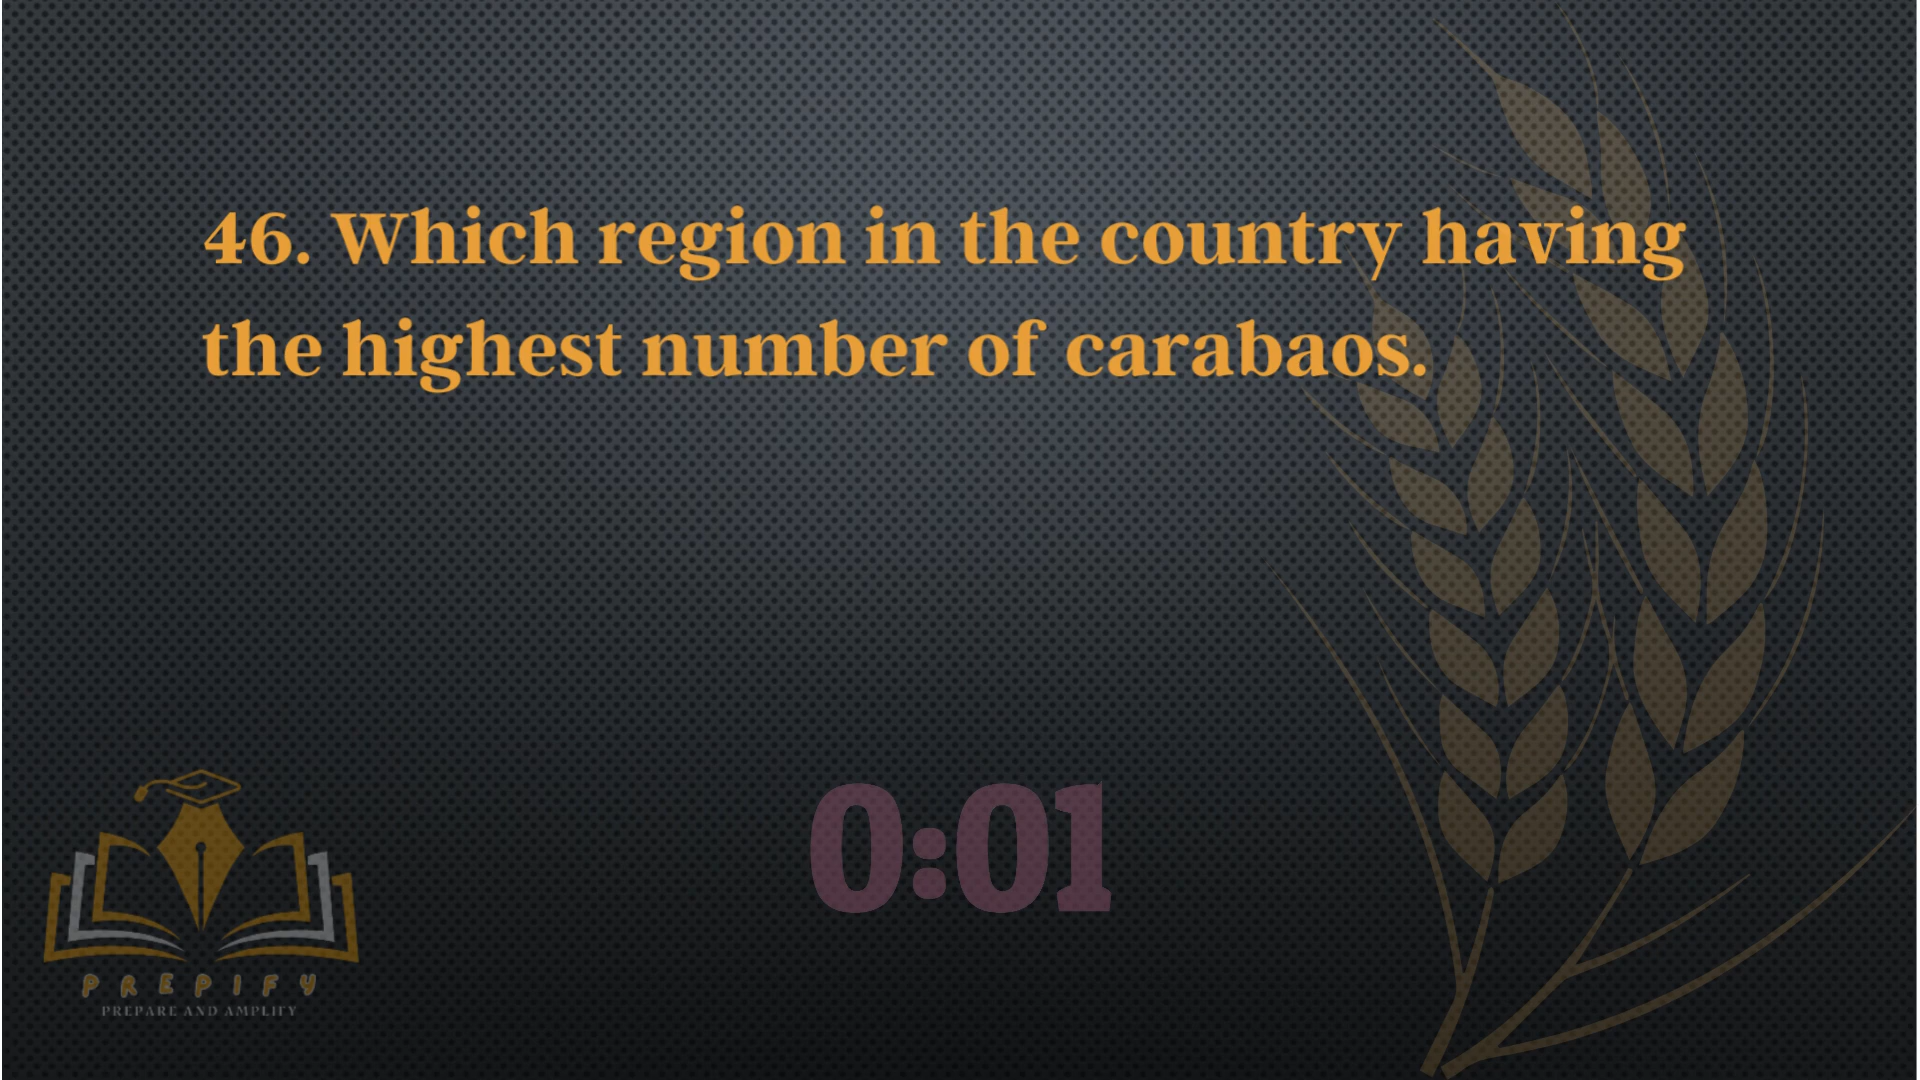 46. Which region in the country having
the highest number of carabaos.
0:01
PREPIFY
PREPARE AND AMPLIFY